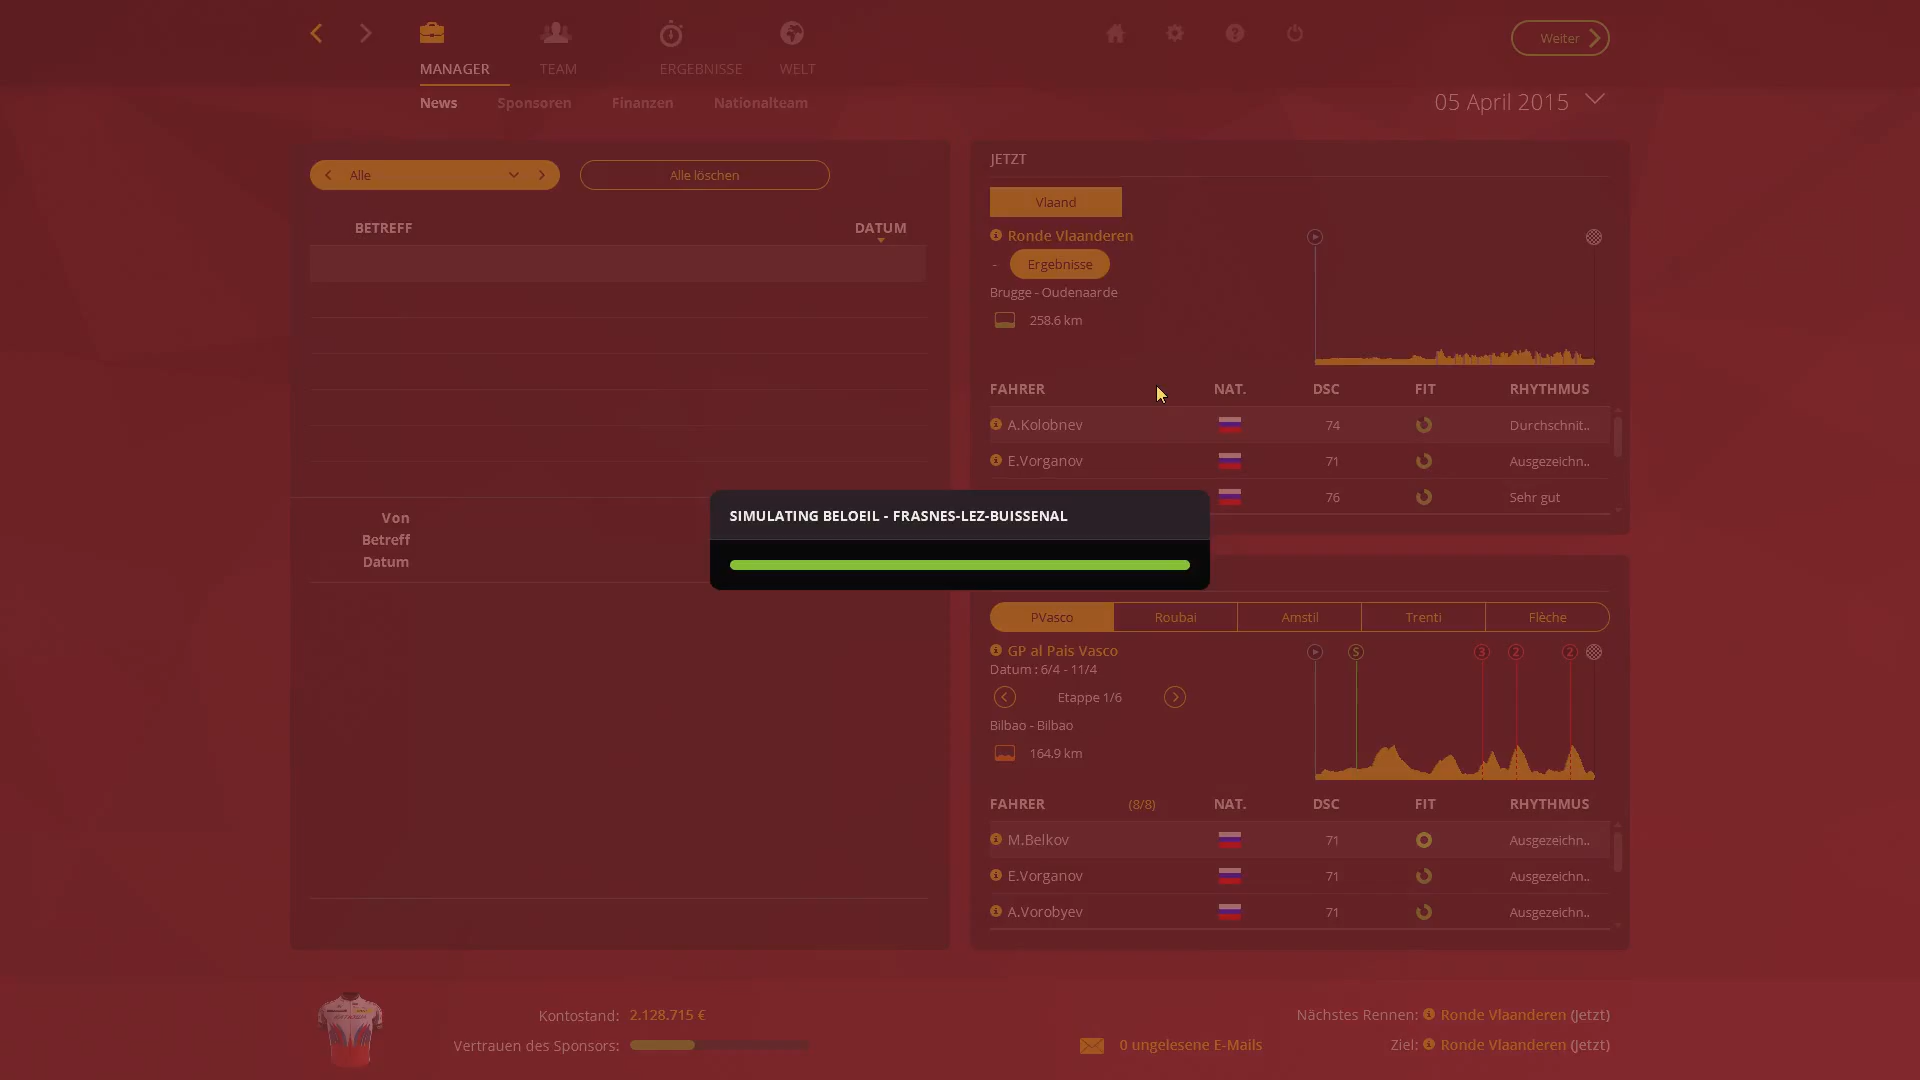 MANAGER
TEAM
ERGEBNISSE
WELT
Weiter
News
Sponsoren
Finanzen
Nationalteam
05 April 2015
Alle
Alle löschen
BETREFF
DATUM
Von
Betreff
Datum
JETZT
Vlaand
Ronde Vlaanderen
- Ergebnisse
Brugge - Oudenaarde
258.6 km
FAHRER NAT. DSC FIT RHYTHMUS
A.Kolobnev 74 Durchschnit..
E.Vorganov 71 Ausgezeichn..
76 Sehr gut
SIMULATING BELOEIL - FRASNES-LEZ-BUISSENAL
PVasco Roubai Amstil Trenti Flèche
GP al Pais Vasco
Datum : 6/4 - 11/4
Etappe 1/6
Bilbao - Bilbao
164.9 km
S 3 2 2
FAHRER (8/8) NAT. DSC FIT RHYTHMUS
M.Belkov 71 Ausgezeichn..
E.Vorganov 71 Ausgezeichn..
A.Vorobyev 71 Ausgezeichn..
Kontostand: 2.128.715 €
Vertrauen des Sponsors:
0 ungelesene E-Mails
Nächstes Rennen: Ronde Vlaanderen (Jetzt)
Ziel: Ronde Vlaanderen (Jetzt)